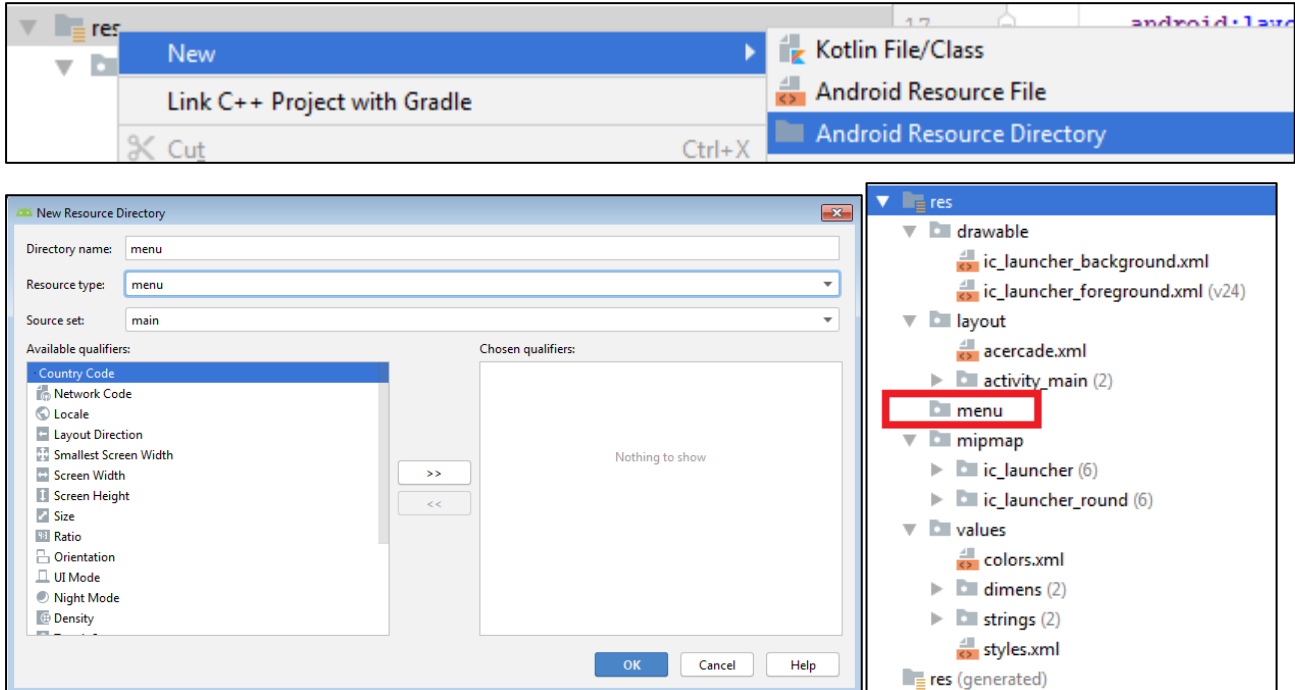 res
17
android:layo
New
Kotlin File/Class
Link C++ Project with Gradle
Android Resource File
Cut Ctrl+X
Android Resource Directory
New Resource Directory
Directory name: menu
Resource type: menu
Source set: main
Available qualifiers: Chosen qualifiers:
Country Code
Network Code
Locale
Layout Direction
Smallest Screen Width
Screen Width
Screen Height
Size
Ratio
Orientation
UI Mode
Night Mode
Density
>>
<<
Nothing to show
OK Cancel Help
res
drawable
ic_launcher_background.xml
ic_launcher_foreground.xml (v24)
layout
acercade.xml
activity_main (2)
menu
mipmap
ic_launcher (6)
ic_launcher_round (6)
values
colors.xml
dimens (2)
strings (2)
styles.xml
res (generated)